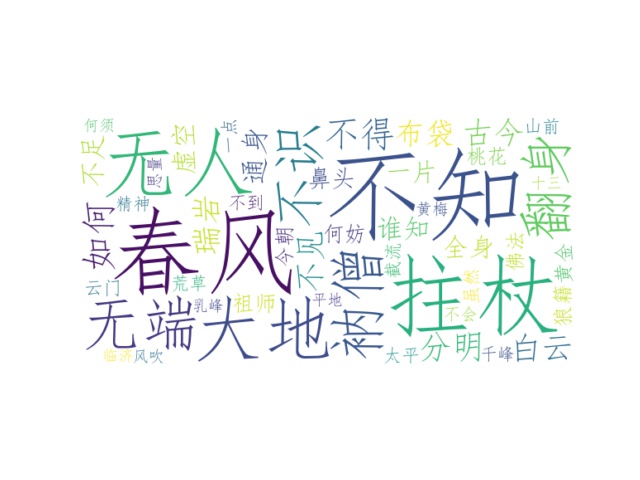 何须
不足
无人
思量
虚空
一点
通身
不识
不得
布袋
古今
山前
鼻头
一片
不知
桃花
翻身
十三
黄梅
如何
精神
不到
春风
瑞岩
今朝
不见
何妨
谁知
截流
全身
佛法
云门
荒草
衲僧
拄杖
虽然
狼籍
黄金
无端
乳峰
祖师
平地
大地
不会
临济
风吹
太平
分明
千峰
白云